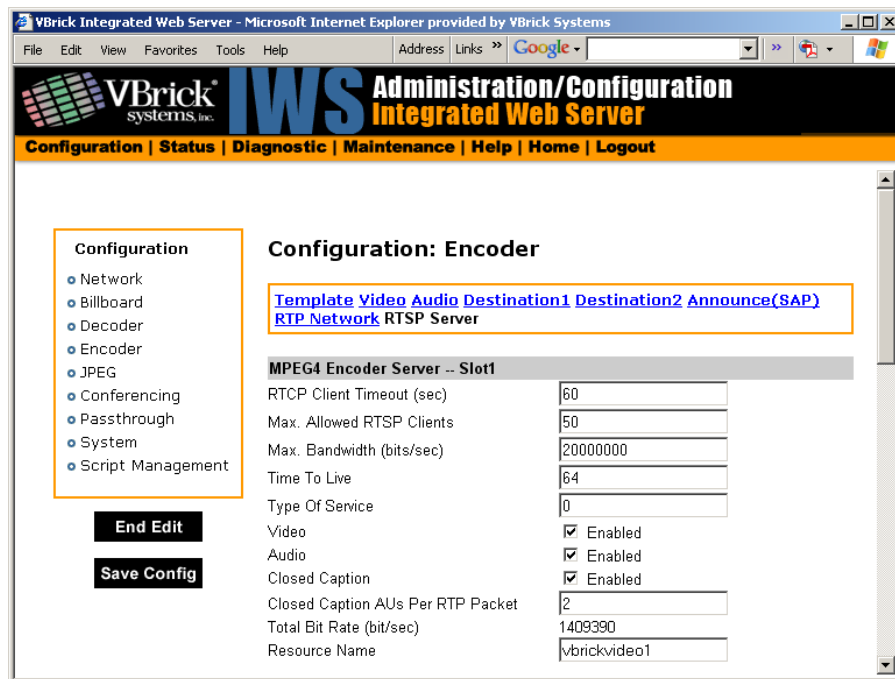 VBrick Integrated Web Server - Microsoft Internet Explorer provided by VBrick Systems
File Edit View Favorites Tools Help Address Links » Google
VBrick systems, inc. IWS Administration/Configuration
Integrated Web Server
Configuration | Status | Diagnostic | Maintenance | Help | Home | Logout
Configuration
Network
Billboard
Decoder
Encoder
JPEG
Conferencing
Passthrough
System
Script Management
End Edit
Save Config
Configuration: Encoder
Template Video Audio Destination1 Destination2 Announce(SAP)
RTP Network RTSP Server
MPEG4 Encoder Server -- Slot1
RTCP Client Timeout (sec) 60
Max. Allowed RTSP Clients 50
Max. Bandwidth (bits/sec) 20000000
Time To Live 64
Type Of Service 0
Video Enabled
Audio Enabled
Closed Caption Enabled
Closed Caption AUs Per RTP Packet 2
Total Bit Rate (bit/sec) 1409390
Resource Name vbrickvideo1